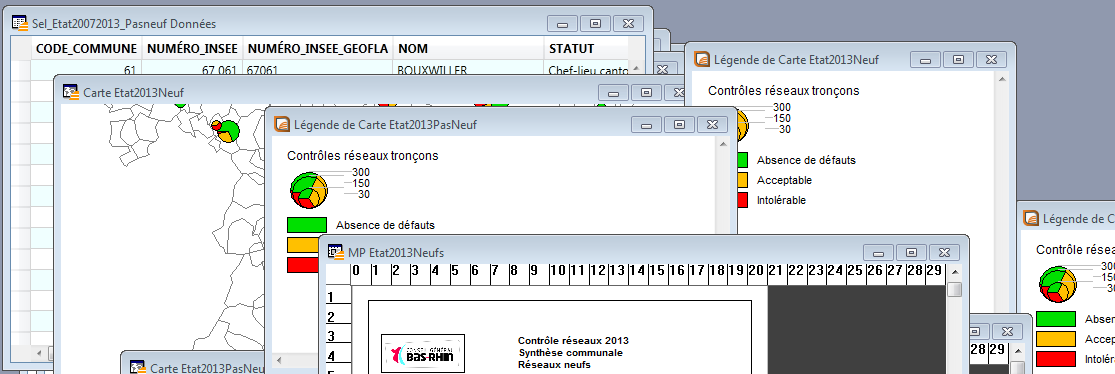 Sel_Etat20072013_Pasneuf Données
CODE_COMMUNE NUMÉRO_INSEE NUMÉRO_INSEE_GEOFLA NOM STATUT
61 67 061 67061 BOUXWILLER Chef-lieu canto
Carte Etat2013Neuf
Légende de Carte Etat2013Neuf
Contrôles réseaux tronçons
300
150
30
Absence de défauts
Acceptable
Intolérable
Légende de Carte Etat2013PasNeuf
Contrôles réseaux tronçons
300
150
30
Absence de défauts
Légende de Ca
Contrôle réseau
300
150
30
Absen
Accep
Intolér
MP Etat2013Neufs
0 1 2 3 4 5 6 7 8 9 10 11 12 13 14 15 16 17 18 19 20 21 22 23 24 25 26 27 28 29
1
2
3
4
CONSEIL GÉNÉRAL
BAS-RHIN
Contrôle réseaux 2013
Synthèse communale
Réseaux neufs
28 29
Carte Etat2013PasNeu